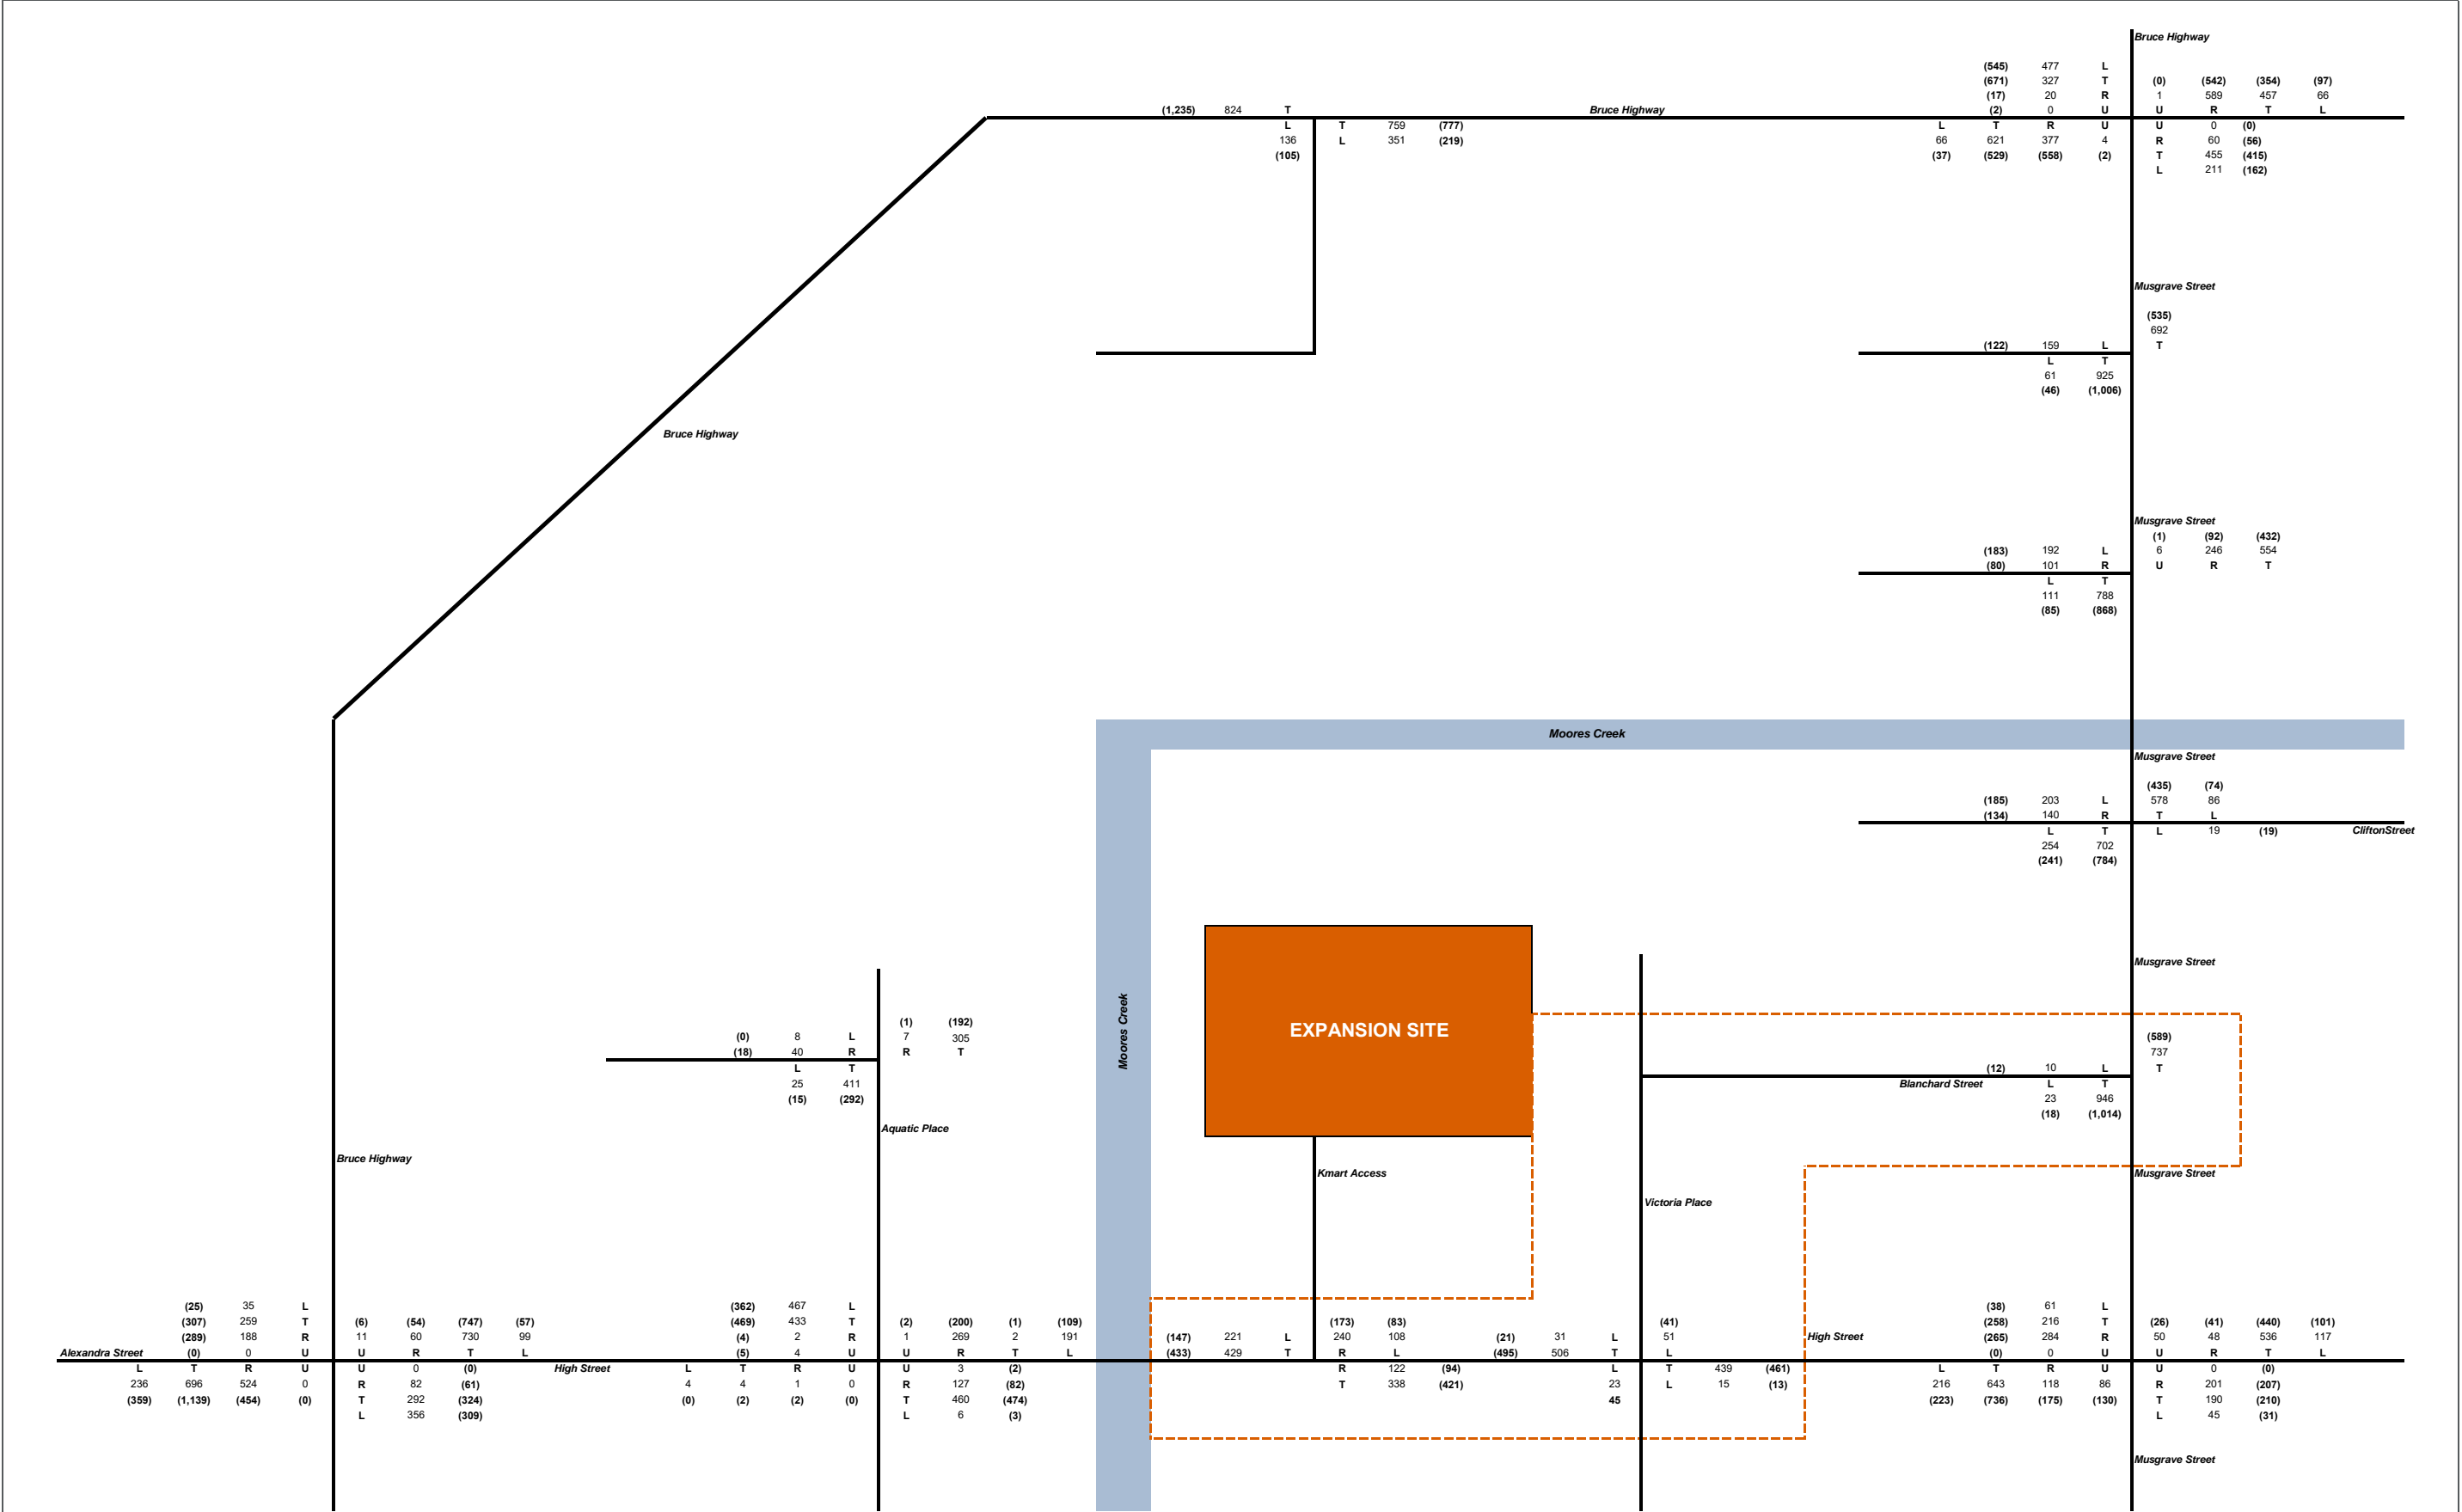 Bruce Highway
(545) 477 L
(671) 327 T (0) (542) (354) (97)
(17) 20 R 1 589 457 66
(1,235) 824 T Bruce Highway (2) 0 U U R T L
L T 759 (777) L T R U U 0 (0)
136 L 351 (219) 66 621 377 4 R 60 (56)
(105) (37) (529) (558) (2) T 455 (415)
L 211 (162)
Musgrave Street
(535)
692
(122) 159 L T
L T
61 925
(46) (1,006)
Bruce Highway
Musgrave Street
(1) (92) (432)
(183) 192 L 6 246 554
(80) 101 R U R T
L T
111 788
(85) (868)
Moores Creek
Musgrave Street
(435) (74)
(185) 203 L 578 86
(134) 140 R T L
L T L 19 (19) CliftonStreet
254 702
(241) (784)
Musgrave Street
Moores Creek
EXPANSION SITE
(1) (192)
(0) 8 L 7 305
(18) 40 R R T
L T
25 411
(15) (292)
(589)
737
(12) 10 L T
Blanchard Street L T
23 946
(18) (1,014)
Aquatic Place
Bruce Highway
Kmart Access
Musgrave Street
Victoria Place
(25) 35 L (362) 467 L (38) 61 L
(307) 259 T (6) (54) (747) (57) (469) 433 T (2) (200) (1) (109) (173) (83) (41) (258) 216 T (26) (41) (440) (101)
(289) 188 R 11 60 730 99 (4) 2 R 1 269 2 191 (147) 221 L 240 108 (21) 31 L 51 High Street (265) 284 R 50 48 536 117
Alexandra Street (0) 0 U U R T L (5) 4 U U R T L (433) 429 T R L (495) 506 T L (0) 0 U U R T L
L T R U U 0 (0) High Street L T R U U 3 (2) R 122 (94) L T 439 (461) L T R U U 0 (0)
236 696 524 0 R 82 (61) 4 4 1 0 R 127 (82) T 338 (421) 23 L 15 (13) 216 643 118 86 R 201 (207)
(359) (1,139) (454) (0) T 292 (324) (0) (2) (2) (0) T 460 (474) 45 (223) (736) (175) (130) T 190 (210)
L 356 (309) L 6 (3) L 45 (31)
Musgrave Street